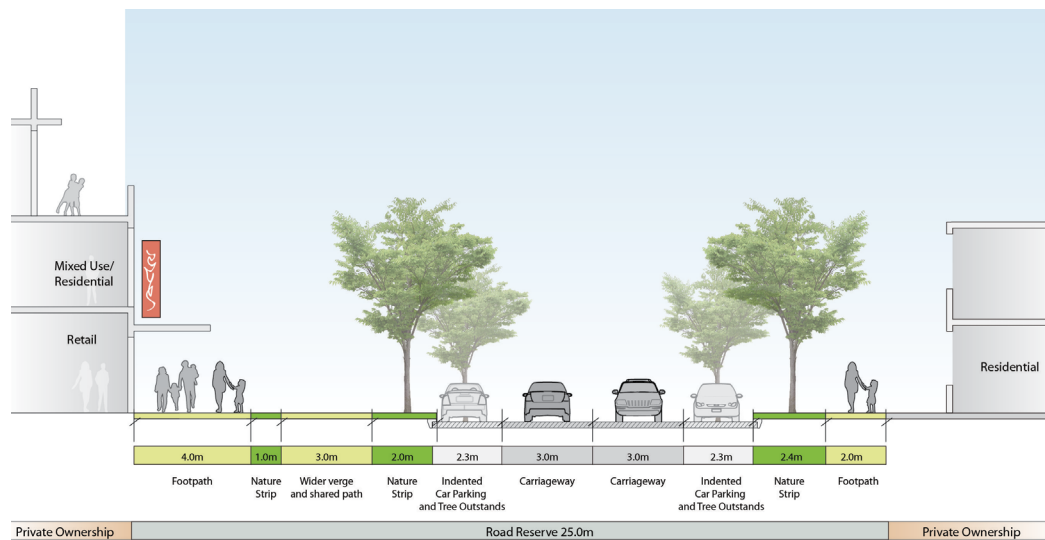 Mixed Use/
Residential
Retail
Residential
4.0m
1.0m
3.0m
2.0m
2.3m
3.0m
3.0m
2.3m
2.4m
2.0m
Footpath
Nature
Strip
Wider verge
and shared path
Nature
Strip
Indented
Car Parking
and Tree Outstands
Carriageway
Carriageway
Indented
Car Parking
and Tree Outstands
Nature
Strip
Footpath
Private Ownership
Road Reserve 25.0m
Private Ownership